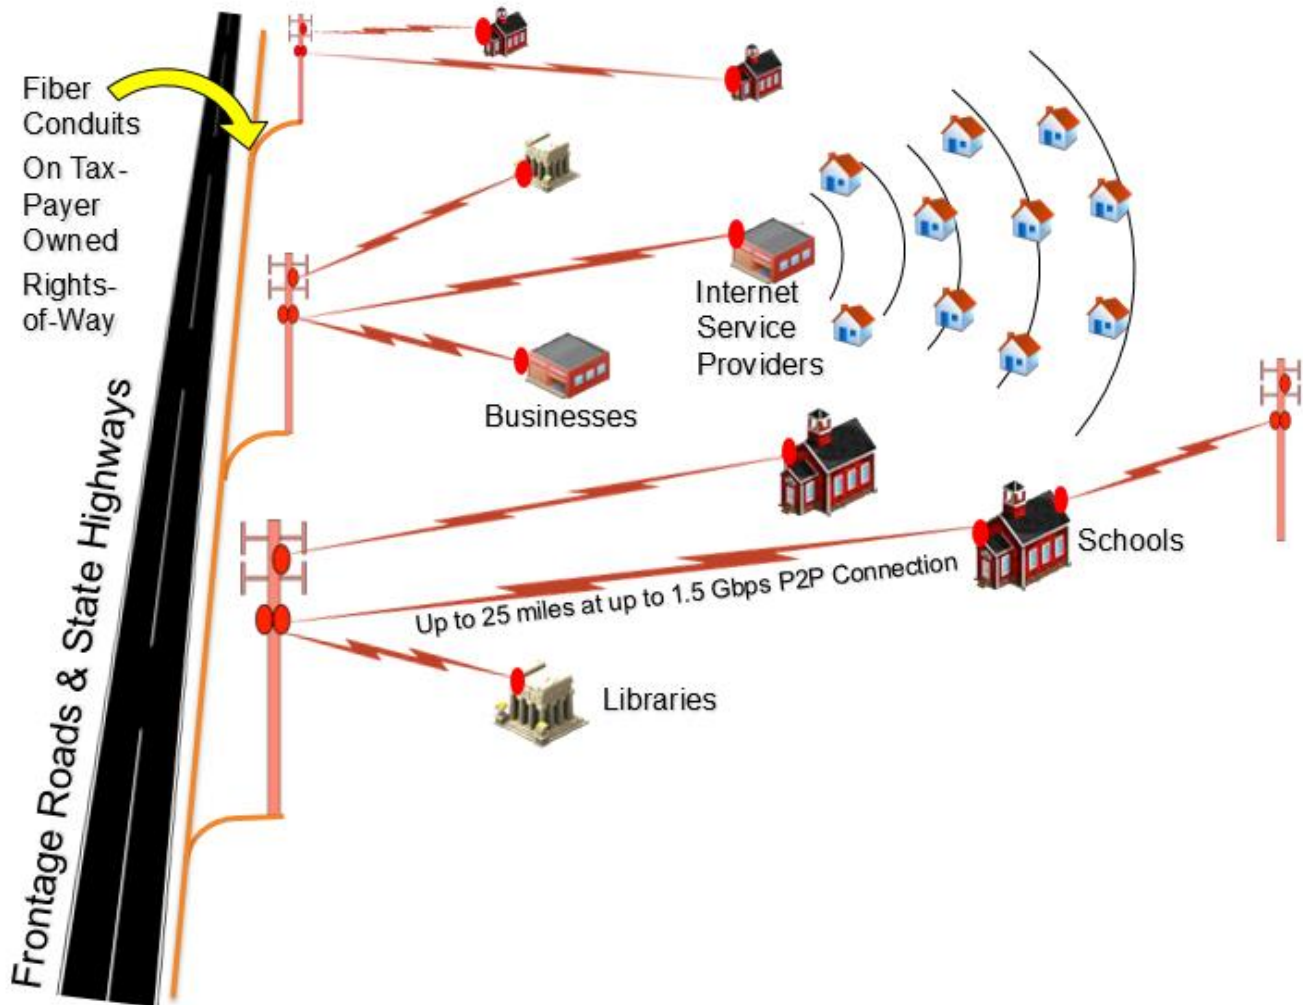 Fiber
Conduits
On Tax-
Payer
Owned
Rights-
of-Way
Frontage Roads & State Highways
Internet
Service
Providers
Businesses
Schools
Up to 25 miles at up to 1.5 Gbps P2P Connection
Libraries